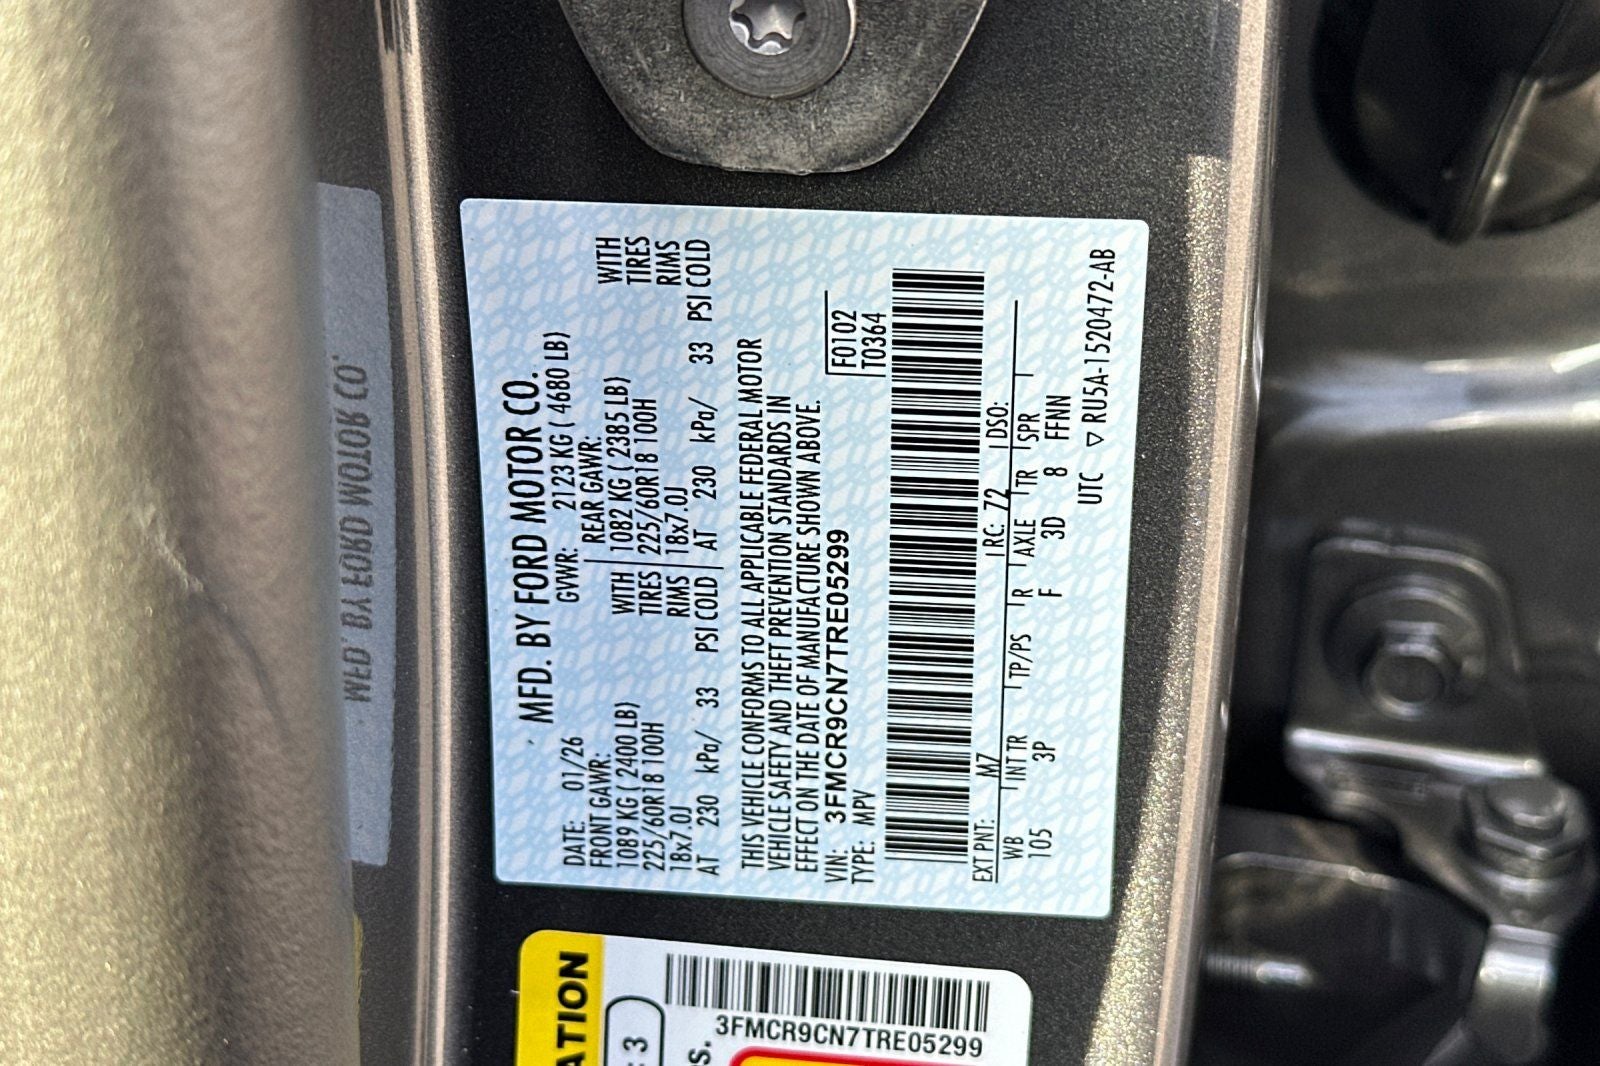 MFD. BY FORD MOTOR CO.
DATE: 01/26 GVWR: 2123 KG ( 4680 LB)
FRONT GAWR: REAR GAWR:
1089 KG ( 2400 LB) WITH 1082 KG ( 2385 LB) WITH
225/60R18 100H TIRES 225/60R18 100H TIRES
18x7.0J RIMS 18x7.0J RIMS
AT 230 kPa/ 33 PSI COLD AT 230 kPa/ 33 PSI COLD
THIS VEHICLE CONFORMS TO ALL APPLICABLE FEDERAL MOTOR
VEHICLE SAFETY AND THEFT PREVENTION STANDARDS IN
EFFECT ON THE DATE OF MANUFACTURE SHOWN ABOVE.
VIN: 3FMCR9CN7TRE05299 F0102
TYPE: MPV T0364
EXT PNT: M7 RC: 72 DSO:
WB INT TR TP/PS R AXLE TR SPR
105 3P F 3D 8 FFNN
UTC ▽ RU5A-1520472-AB
MFD. BY FORD MOTOR CO.
ATION
: 3
3FMCR9CN7TRE05299